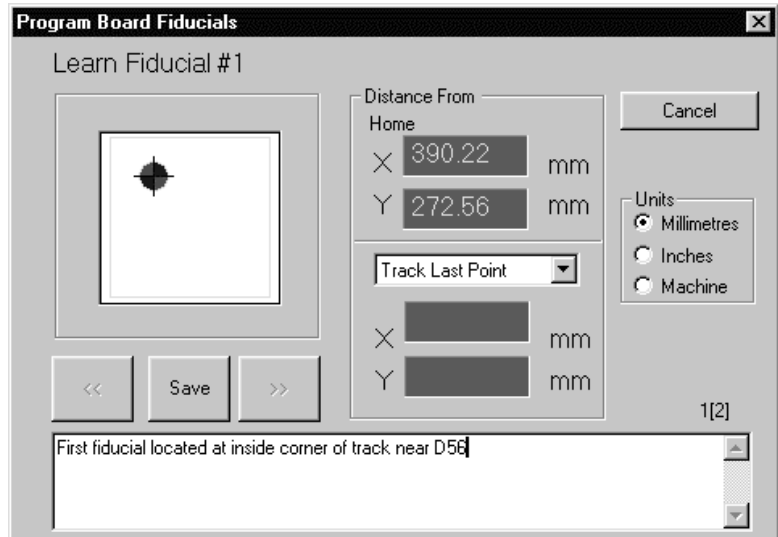 Program Board Fiducials
Learn Fiducial #1
Distance From
Home
X 390.22 mm
Y 272.56 mm
Track Last Point
X mm
Y mm
Cancel
Units
Millimetres
Inches
Machine
<< Save >>
1[2]
First fiducial located at inside corner of track near D56